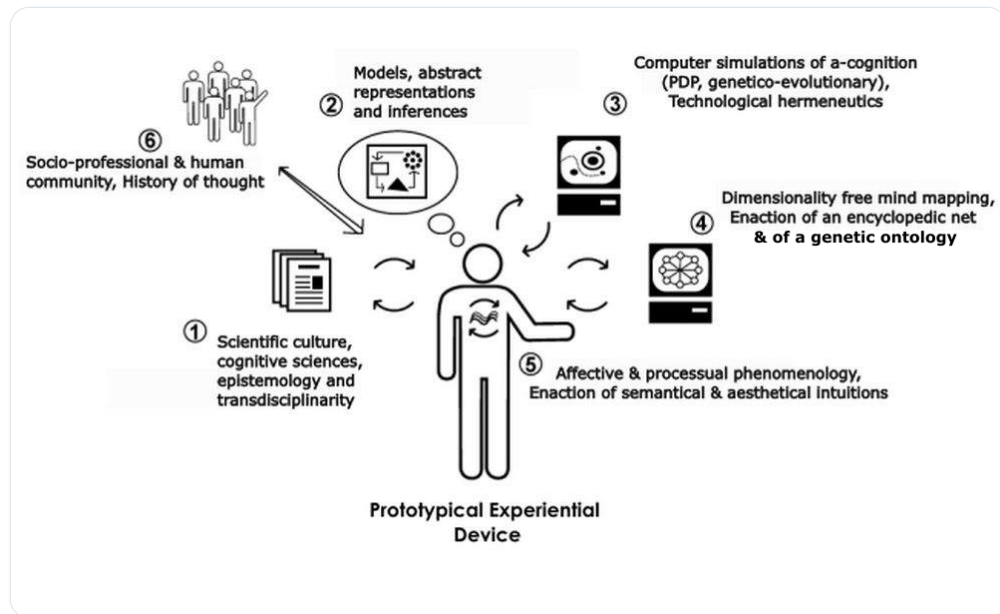 Computer simulations of a-cognition
(PDP, genetico-evolutionary),
③ Technological hermeneutics
Models, abstract
② representations
and inferences
⑥
Socio-professional & human
community, History of thought
Dimensionality free mind mapping,
④ Enaction of an encyclopedic net
& of a genetic ontology
① Scientific culture,
cognitive sciences,
epistemology and
transdisciplinarity
⑤ Affective & processual phenomenology,
Enaction of semantical & aesthetical intuitions
Prototypical Experiential
Device